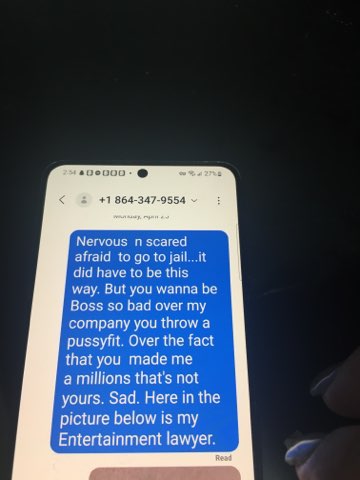 2:54 27%
+1 864-347-9554
Monday, April 25
Nervous n scared
afraid to go to jail...it
did have to be this
way. But you wanna be
Boss so bad over my
company you throw a
pussyfit. Over the fact
that you made me
a millions that's not
yours. Sad. Here in the
picture below is my
Entertainment lawyer.
Read